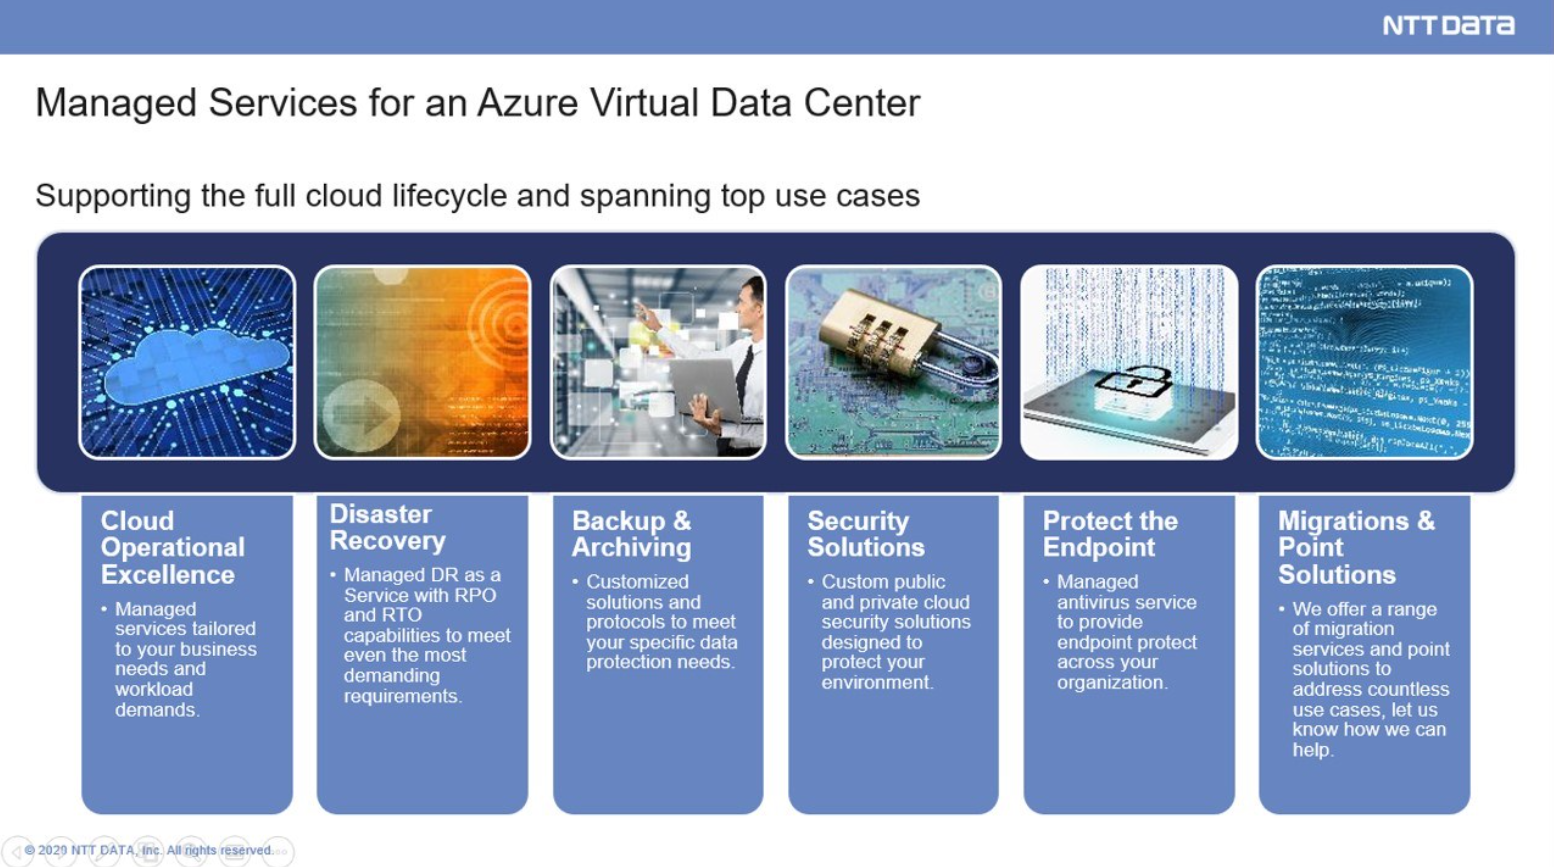 NTT DATA
Managed Services for an Azure Virtual Data Center
Supporting the full cloud lifecycle and spanning top use cases
Cloud
Operational
Excellence
• Managed
services tailored
to your business
needs and
workload
demands.
Disaster
Recovery
• Managed DR as a
Service with RPO
and RTO
capabilities to meet
even the most
demanding
requirements.
Backup &
Archiving
• Customized
solutions and
protocols to meet
your specific data
protection needs.
Security
Solutions
• Custom public
and private cloud
security solutions
designed to
protect your
environment.
Protect the
Endpoint
• Managed
antivirus service
to provide
endpoint protect
across your
organization.
Migrations &
Point
Solutions
• We offer a range
of migration
services and point
solutions to
address countless
use cases, let us
know how we can
help.
© 2020 NTT DATA, Inc. All rights reserved.